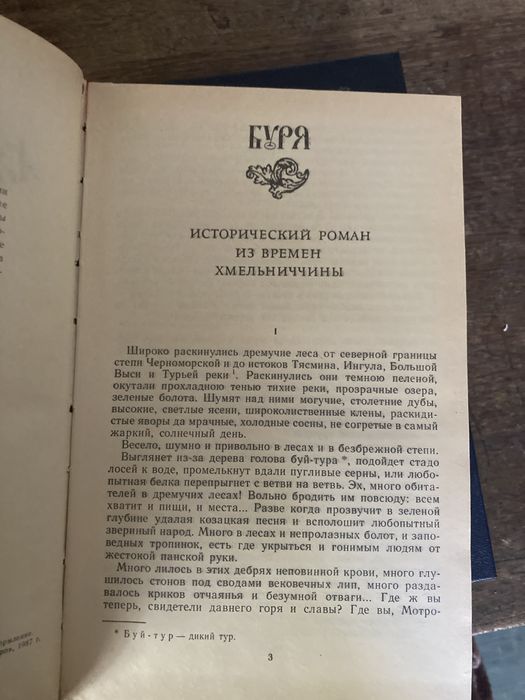 БУРЯ
ИСТОРИЧЕСКИЙ РОМАН
ИЗ ВРЕМЕН
ХМЕЛЬНИЧЧИНЫ
I
Широко раскинулись дремучие леса от северной границы
степи Черноморской и до истоков Тясмина, Ингула, Большой
Выси и Турьей реки ¹. Раскинулись они темною пеленой,
окутали прохладною тенью тихие реки, прозрачные озера,
зеленые болота. Шумят над ними могучие, столетние дубы,
высокие, светлые ясени, широколиственные клены, раскиди-
стые яворы да мрачные, холодные сосны, не согретые в самый
жаркий, солнечный день.
Весело, шумно и привольно в лесах и в безбрежной степи.
Выглянет из-за дерева голова буй-тура *, подойдет стадо
лосей к воде, промелькнут вдали пугливые серны, или любо-
пытная белка перепрыгнет с ветви на ветвь. Эх, много обита-
телей в дремучих лесах! Вольно бродить им повсюду: всем
хватит и пищи, и места... Разве когда прозвучит в зеленой
глубине удалая козацкая песня и всполошит любопытный
звериный народ. Много в лесах и непролазных болот, и запо-
ведных тропинок, есть где укрыться и гонимым людям от
жестокой панской руки.
Много лилось в этих дебрях неповинной крови, много глу-
шилось стонов под сводами вековечных лип, много разда-
валось криков отчаянья и безумной отваги... Где ж вы
теперь, свидетели давнего горя и славы? Где вы, Мотро-
* Буй-тур — дикий тур.
3
1987 г.